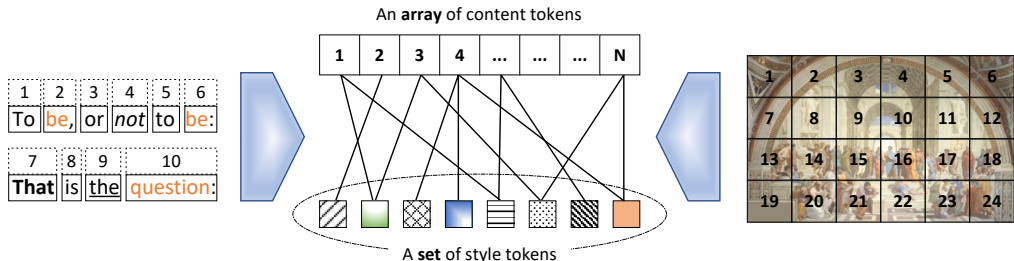 An array of content tokens
1 2 3 4 ... ... ... N
1 2 3 4 5 6
To be, or not to be:
7 8 9 10
That is the question:
A set of style tokens
1 2 3 4 5 6
7 8 9 10 11 12
13 14 15 16 17 18
19 20 21 22 23 24